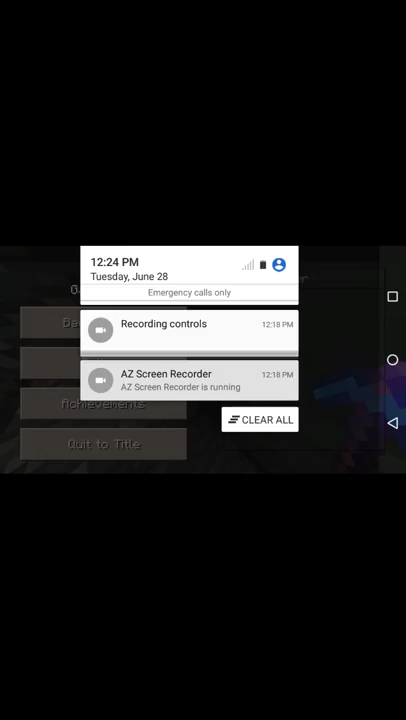 12:24 PM
Tuesday, June 28
Emergency calls only
Recording controls
12:18 PM
AZ Screen Recorder
12:18 PM
AZ Screen Recorder is running
CLEAR ALL
Achievements
Quit to Title